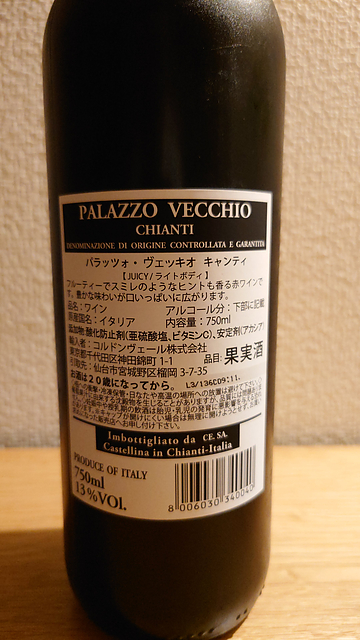 PALAZZO VECCHIO
CHIANTI
DENOMINAZIONE DI ORIGINE CONTROLLATA E GARANTITA
パラッツォ・ヴェッキオ キャンティ
【JUICY/ライトボディ】
フルーティーでスミレのようなヒントも香る赤ワインで
す。豊かな味わいが口いっぱいに広がります。
品名：ワイン アルコール分：下部に記載
原産国名：イタリア 内容量：750ml
添加物:酸化防止剤(亜硫酸塩、ビタミンC)、安定剤(アカシア)
輸入者：コルドンヴェール株式会社
東京都千代田区神田錦町 1-1 品目: 果実酒
引取先：仙台市宮城野区榴岡 3-7-35
お酒は20歳になってから。 L3/136CD9:11
Imbottigliato da CE. SA.
Castellina in Chianti-Italia
PRODUCE OF ITALY
750ml
13%VOl.
8 006030 340040